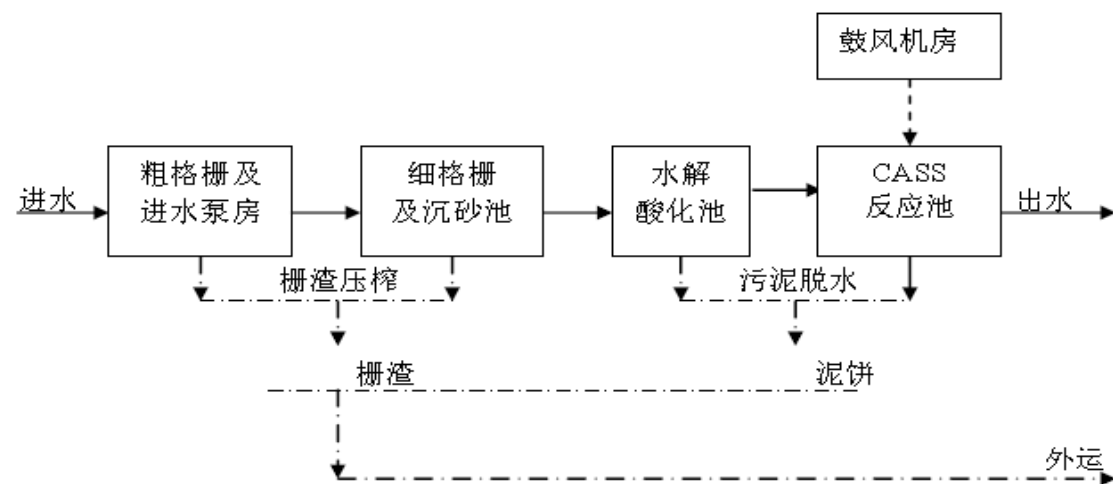 鼓风机房
进水
粗格栅及
进水泵房
细格栅
及沉砂池
水解
酸化池
CASS
反应池
出水
栅渣压榨
污泥脱水
栅渣
泥饼
外运